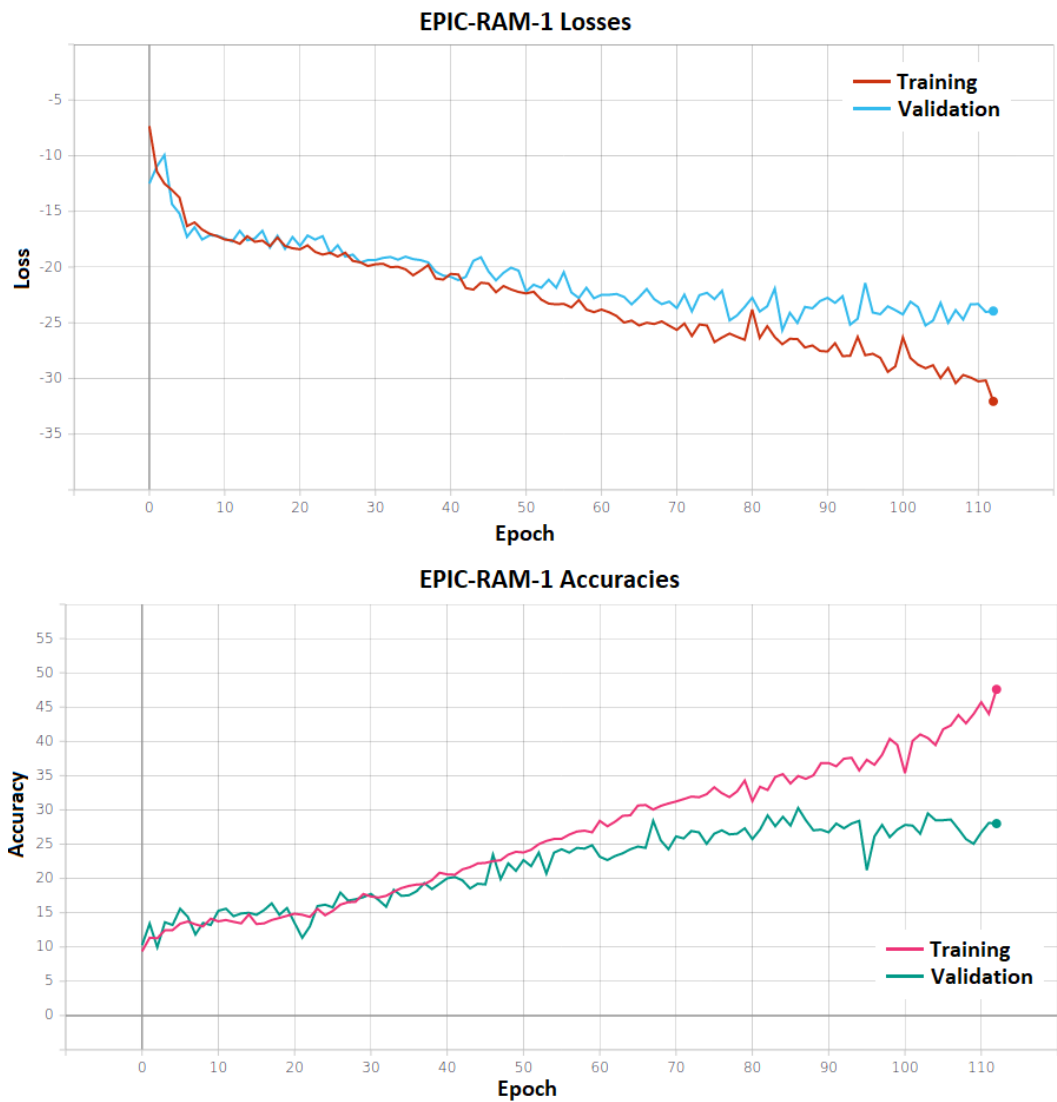 EPIC-RAM-1 Losses
Training
Validation
-5
-10
-15
-20
-25
-30
-35
Loss
0 10 20 30 40 50 60 70 80 90 100 110
Epoch
EPIC-RAM-1 Accuracies
55
50
45
40
35
30
25
20
15
10
5
0
Accuracy
Training
Validation
0 10 20 30 40 50 60 70 80 90 100 110
Epoch